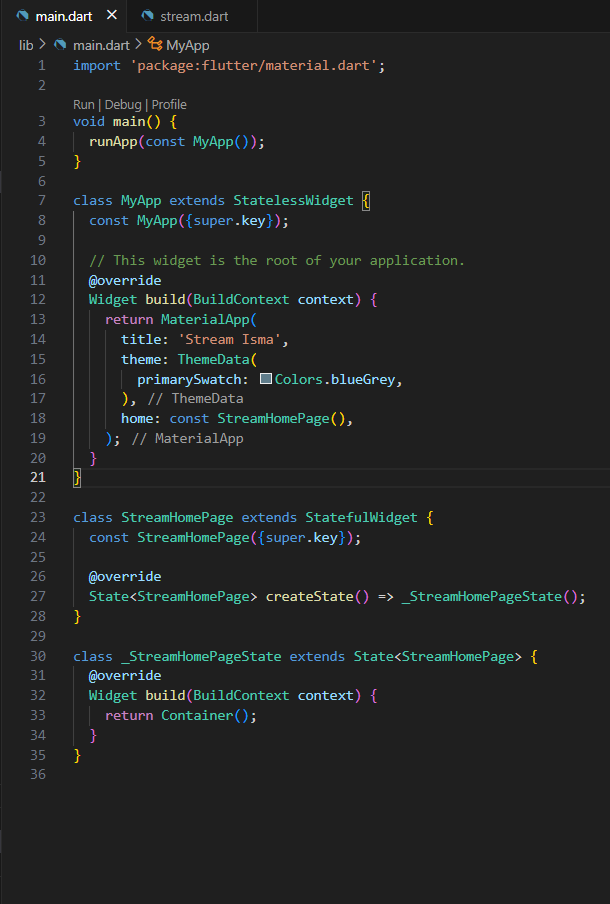 main.dart × stream.dart
lib > main.dart > MyApp
1 import 'package:flutter/material.dart';
2
Run | Debug | Profile
3 void main() {
4   runApp(const MyApp());
5 }
6
7 class MyApp extends StatelessWidget {
8   const MyApp({super.key});
9
10   // This widget is the root of your application.
11   @override
12   Widget build(BuildContext context) {
13     return MaterialApp(
14       title: 'Stream Isma',
15       theme: ThemeData(
16         primarySwatch: Colors.blueGrey,
17       ), // ThemeData
18       home: const StreamHomePage(),
19     ); // MaterialApp
20   }
21 }
22
23 class StreamHomePage extends StatefulWidget {
24   const StreamHomePage({super.key});
25
26   @override
27   State<StreamHomePage> createState() => _StreamHomePageState();
28 }
29
30 class _StreamHomePageState extends State<StreamHomePage> {
31   @override
32   Widget build(BuildContext context) {
33     return Container();
34   }
35 }
36